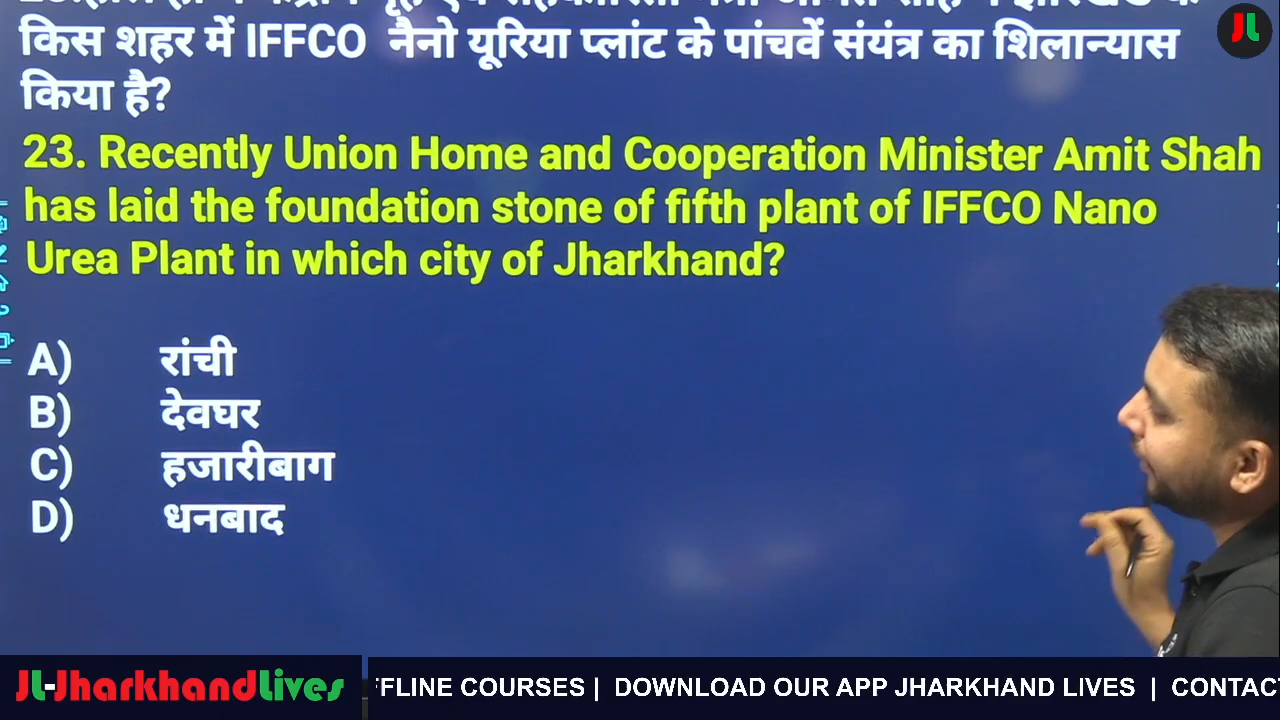 किस शहर में IFFCO नैनो यूरिया प्लांट के पांचवें संयंत्र का शिलान्यास
किया है?
23. Recently Union Home and Cooperation Minister Amit Shah
has laid the foundation stone of fifth plant of IFFCO Nano
Urea Plant in which city of Jharkhand?
A) रांची
B) देवघर
C) हजारीबाग
D) धनबाद
JL
JL-JharkhandLives
FFLINE COURSES | DOWNLOAD OUR APP JHARKHAND LIVES | CONTACT